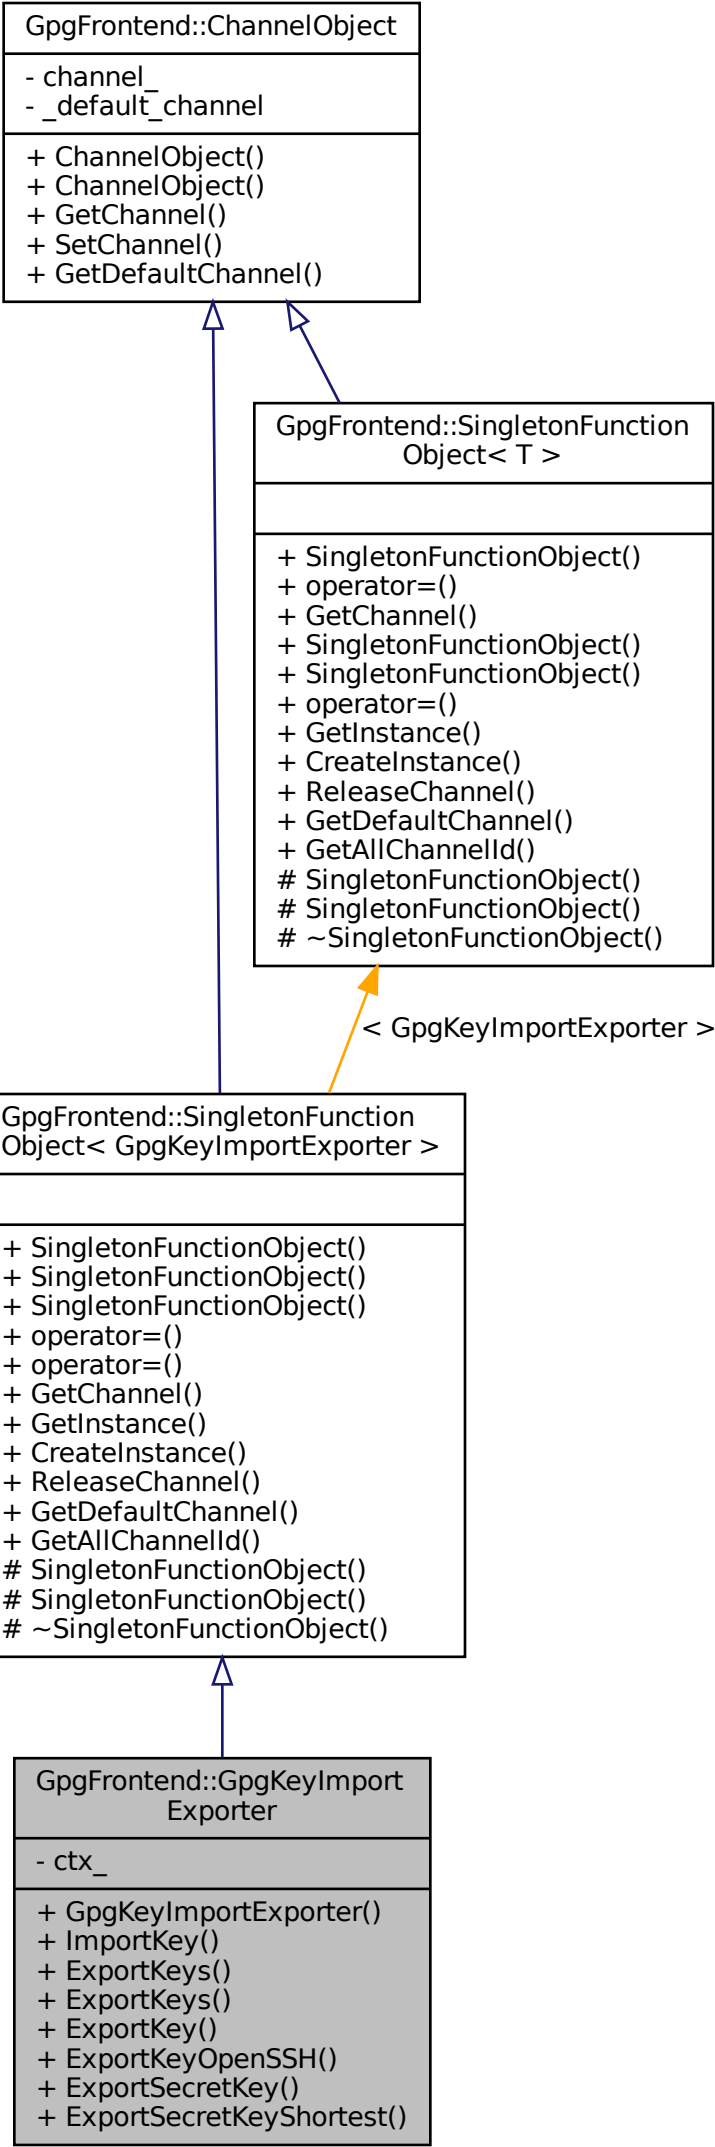 GpgFrontend::ChannelObject
- channel_
- _default_channel
+ ChannelObject()
+ ChannelObject()
+ GetChannel()
+ SetChannel()
+ GetDefaultChannel()
GpgFrontend::SingletonFunction
Object< T >
+ SingletonFunctionObject()
+ operator=()
+ GetChannel()
+ SingletonFunctionObject()
+ SingletonFunctionObject()
+ operator=()
+ GetInstance()
+ CreateInstance()
+ ReleaseChannel()
+ GetDefaultChannel()
+ GetAllChannelId()
# SingletonFunctionObject()
# SingletonFunctionObject()
# ~SingletonFunctionObject()
< GpgKeyImportExporter >
GpgFrontend::SingletonFunction
Object< GpgKeyImportExporter >
+ SingletonFunctionObject()
+ SingletonFunctionObject()
+ SingletonFunctionObject()
+ operator=()
+ operator=()
+ GetChannel()
+ GetInstance()
+ CreateInstance()
+ ReleaseChannel()
+ GetDefaultChannel()
+ GetAllChannelId()
# SingletonFunctionObject()
# SingletonFunctionObject()
# ~SingletonFunctionObject()
GpgFrontend::GpgKeyImport
Exporter
- ctx_
+ GpgKeyImportExporter()
+ ImportKey()
+ ExportKeys()
+ ExportKeys()
+ ExportKey()
+ ExportKeyOpenSSH()
+ ExportSecretKey()
+ ExportSecretKeyShortest()